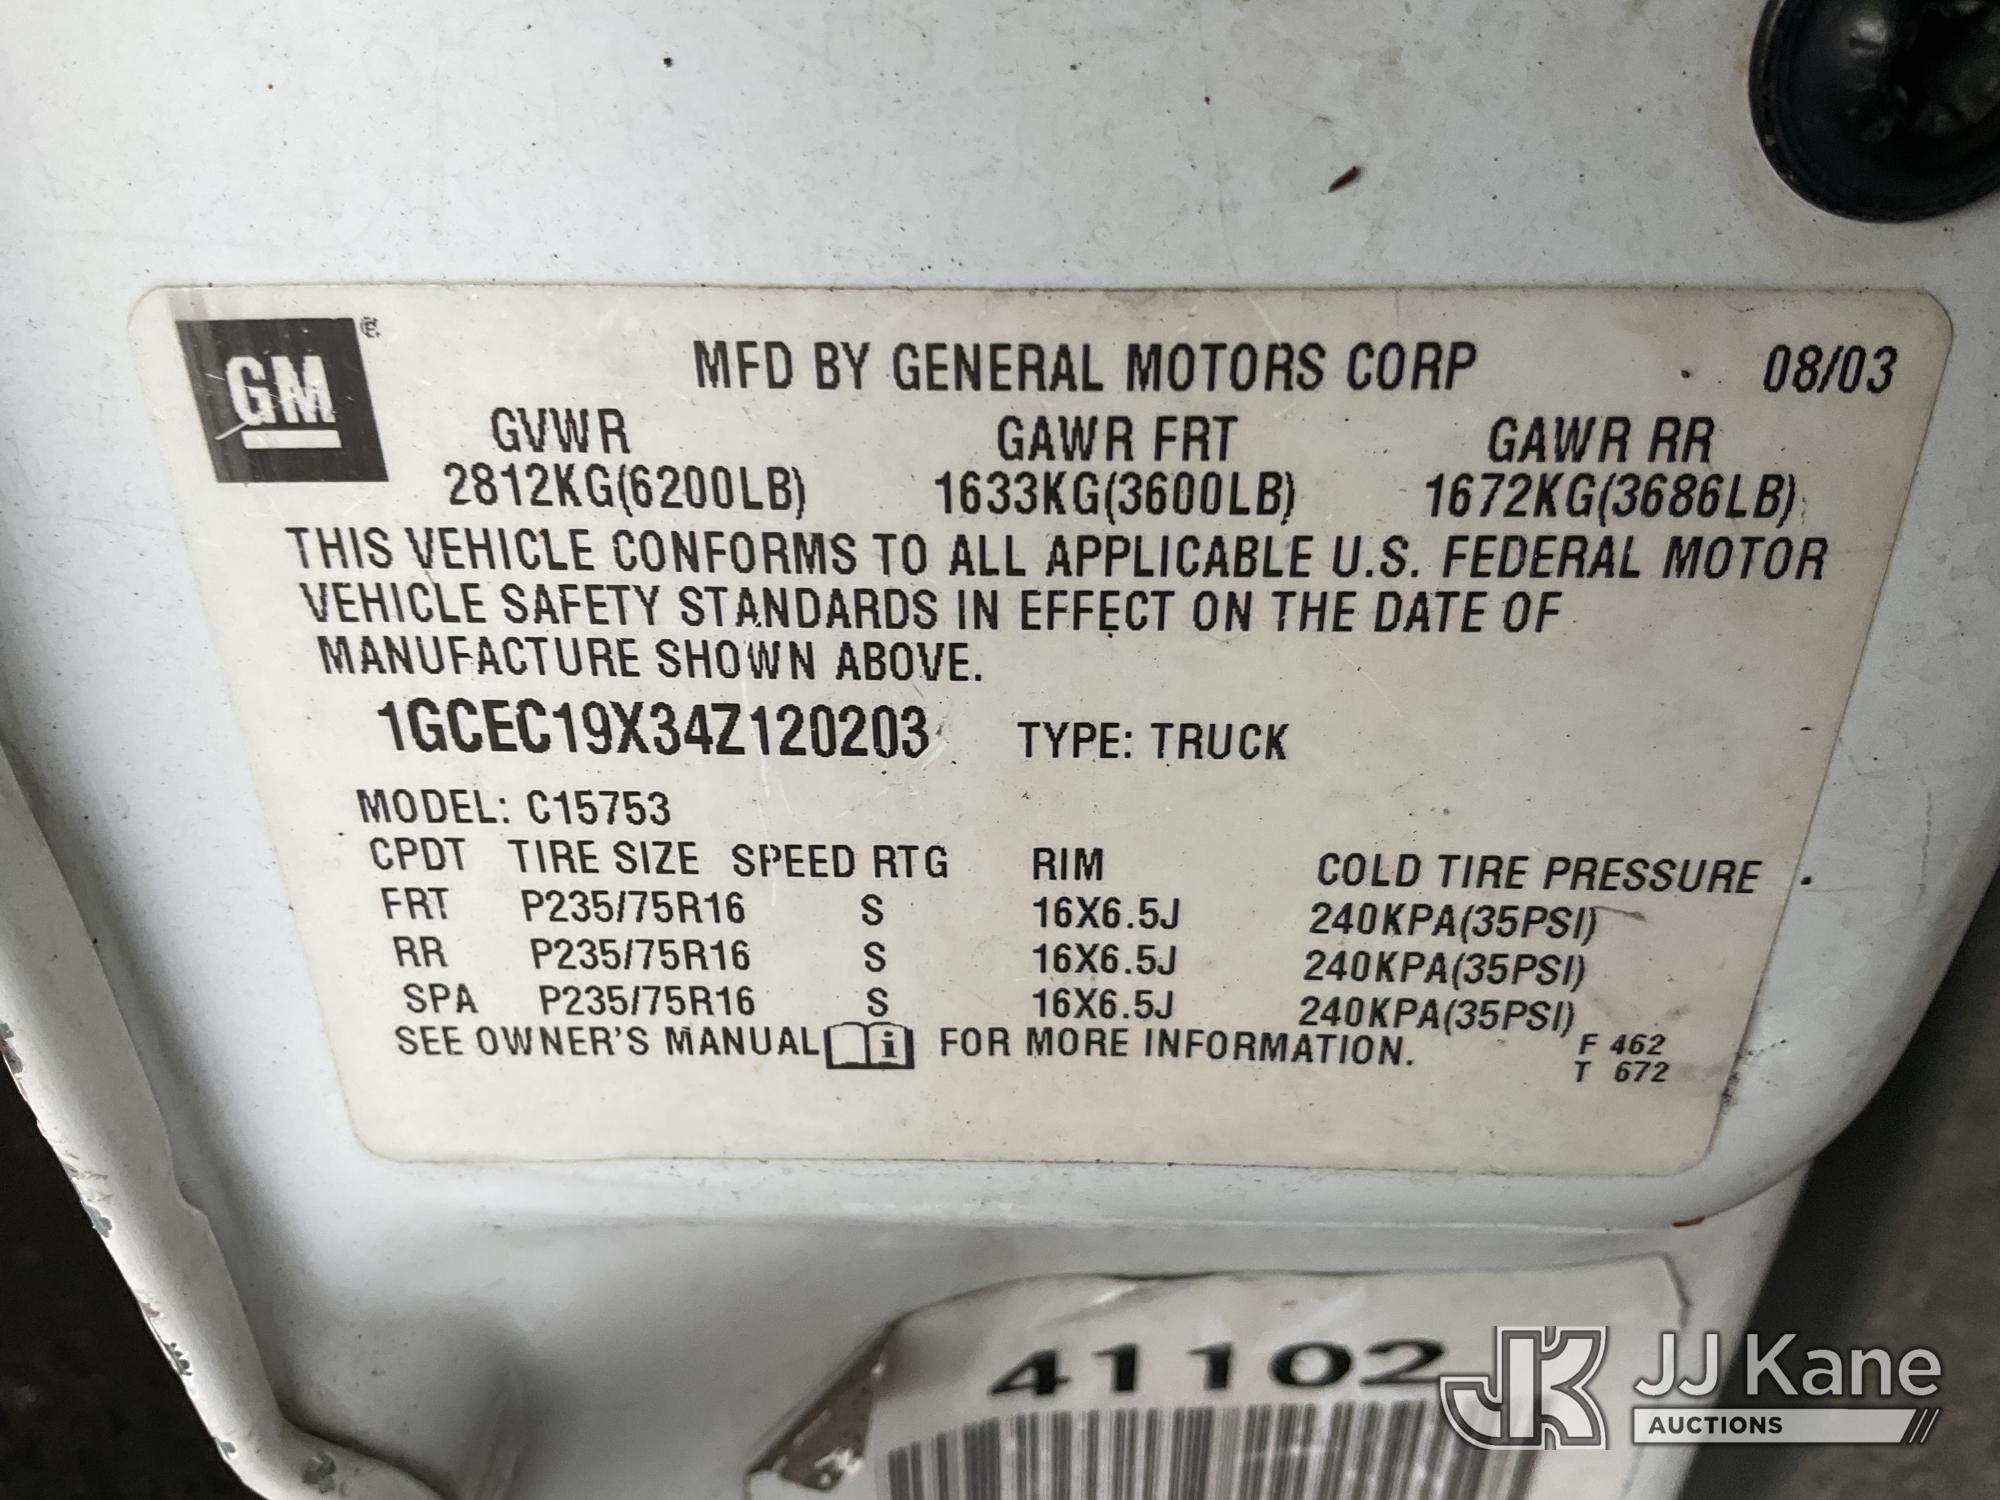 GM
MFD BY GENERAL MOTORS CORP 08/03
GVWR GAWR FRT GAWR RR
2812KG(6200LB) 1633KG(3600LB) 1672KG(3686LB)
THIS VEHICLE CONFORMS TO ALL APPLICABLE U.S. FEDERAL MOTOR
VEHICLE SAFETY STANDARDS IN EFFECT ON THE DATE OF
MANUFACTURE SHOWN ABOVE.
1GCEC19X34Z120203 TYPE: TRUCK
MODEL: C15753
CPDT TIRE SIZE SPEED RTG RIM COLD TIRE PRESSURE
FRT P235/75R16 S 16X6.5J 240KPA(35PSI)
RR P235/75R16 S 16X6.5J 240KPA(35PSI)
SPA P235/75R16 S 16X6.5J 240KPA(35PSI)
SEE OWNER'S MANUAL i FOR MORE INFORMATION.
F 462
T 672
41102
JK JJ Kane
AUCTIONS